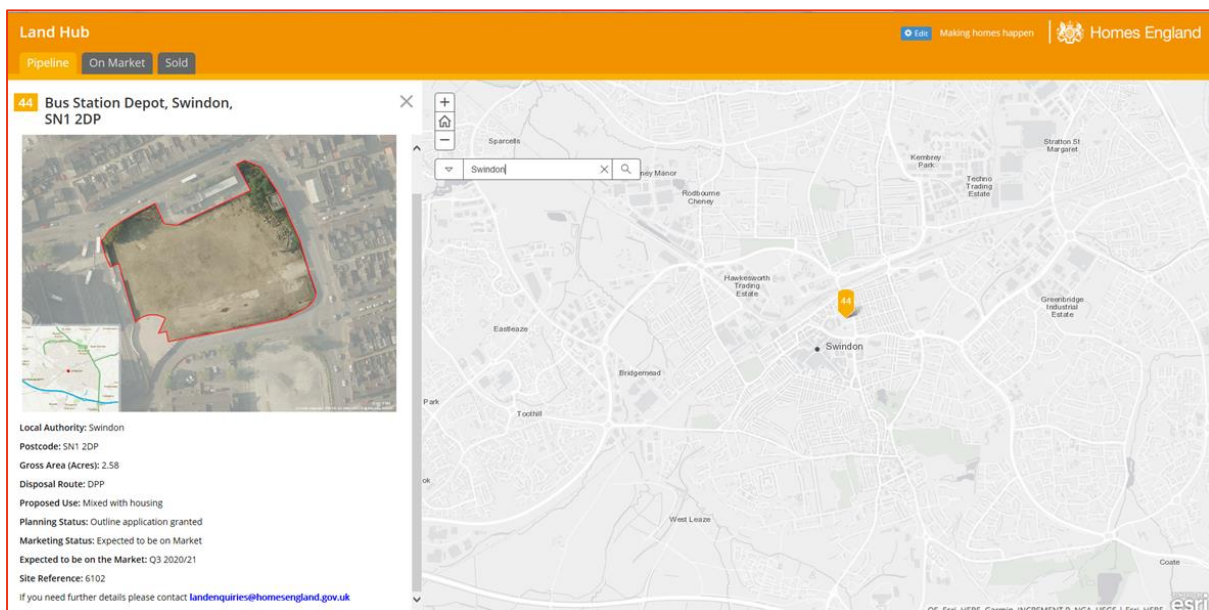 Land Hub
Edit
Making homes happen
Homes England
Pipeline
On Market
Sold
44
Bus Station Depot, Swindon,
SN1 2DP
Local Authority: Swindon
Postcode: SN1 2DP
Gross Area (Acres): 2.58
Disposal Route: DPP
Proposed Use: Mixed with housing
Planning Status: Outline application granted
Marketing Status: Expected to be on Market
Expected to be on the Market: Q3 2020/21
Site Reference: 6102
If you need further details please contact landenquiries@homesengland.gov.uk
Swindon
Sparcells
ney Manor
Rodbourne
Cheney
Kembrey
Park
Stratton St
Margaret
Techno
Trading
Estate
Hawkesworth
Trading
Estate
44
Greenbridge
Industrial
Estate
Eastleaze
Swindon
Bridgemead
Park
Toothill
ok
West Leaze
Coate
esri